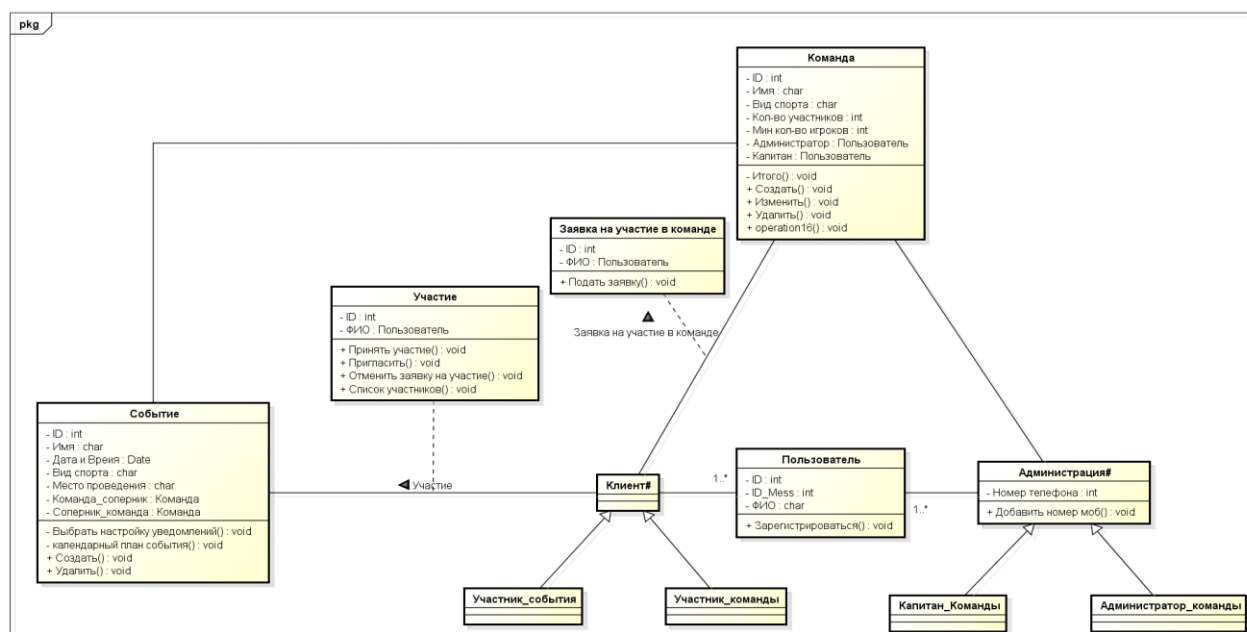 pkg
Команда
- ID : int
- Имя : char
- Вид спорта : char
- Кол-во участников : int
- Мин кол-во игроков : int
- Администратор : Пользователь
- Капитан : Пользователь
- Итого() : void
+ Создать() : void
+ Изменить() : void
+ Удалить() : void
+ operation16() : void
Заявка на участие в команде
- ID : int
- ФИО : Пользователь
+ Подать заявку() : void
Заявка на участие в команде
Участие
- ID : int
- ФИО : Пользователь
+ Принять участие() : void
+ Пригласить() : void
+ Отменить заявку на участие() : void
+ Список участников() : void
Событие
- ID : int
- Имя : char
- Дата и Время : Date
- Вид спорта : char
- Место проведения : char
- Команда_соперник : Команда
- Соперник_команда : Команда
- Выбрать настройку уведомлений() : void
- календарный план события() : void
+ Создать() : void
+ Удалить() : void
Участие
Клиент#
1..*
Пользователь
- ID : int
- ID_Mess : int
- ФИО : char
+ Зарегистрироваться() : void
1..*
Администрация#
- Номер телефона : int
+ Добавить номер моб() : void
Участник_события
Участник_команды
Капитан_Команды
Администратор_команды